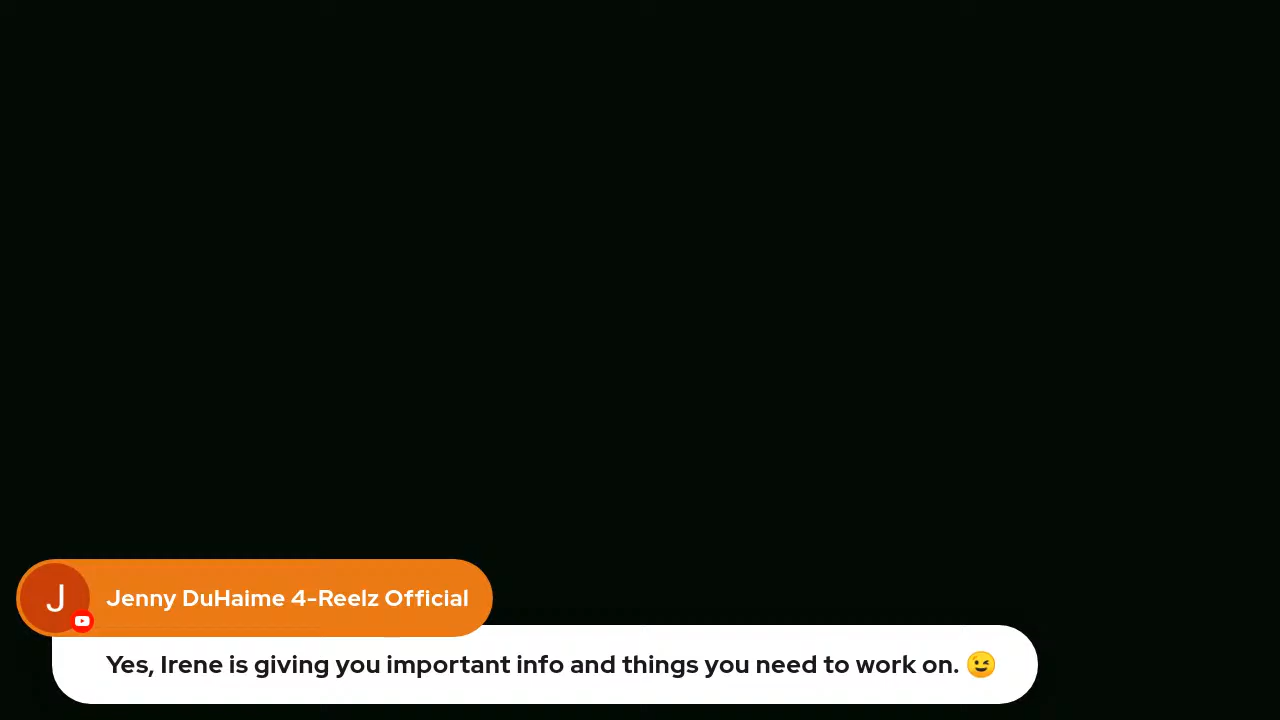 J
Jenny DuHaime 4-Reelz Official
Yes, Irene is giving you important info and things you need to work on. 😉